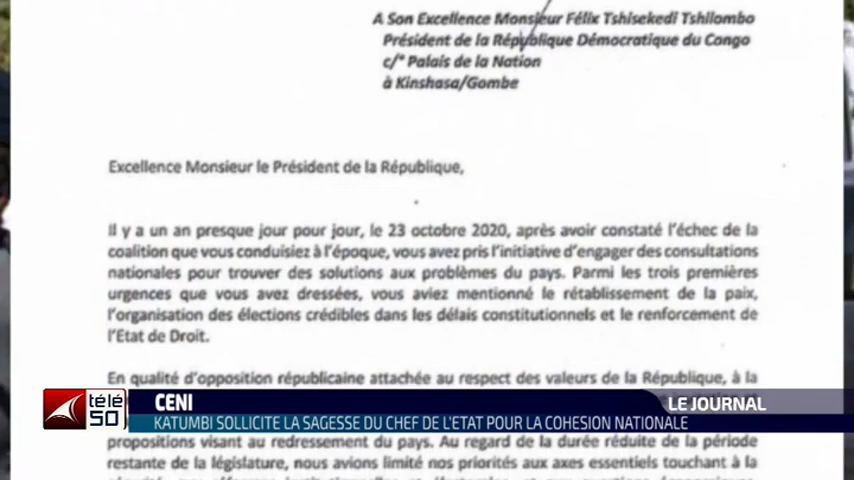 A Son Excellence Monsieur Félix Tshisekedi Tshilombo
Président de la République Démocratique du Congo
c/° Palais de la Nation
à Kinshasa/Gombe
Excellence Monsieur le Président de la République,
Il y a un an presque jour pour jour, le 23 octobre 2020, après avoir constaté l'échec de la
coalition que vous conduisiez à l'époque, vous avez pris l'initiative d'engager des consultations
nationales pour trouver des solutions aux problèmes du pays. Parmi les trois premières
urgences que vous avez dressées, vous aviez mentionné le rétablissement de la paix,
l'organisation des élections crédibles dans les délais constitutionnels et le renforcement de
l'Etat de Droit.
En qualité d'opposition républicaine attachée au respect des valeurs de la République, à la
télé
50
CENI
LE JOURNAL
KATUMBI SOLLICITE LA SAGESSE DU CHEF DE L'ETAT POUR LA COHESION NATIONALE
propositions visant au redressement du pays. Au regard de la durée réduite de la période
restante de la législature, nous avions limité nos priorités aux axes essentiels touchant à la